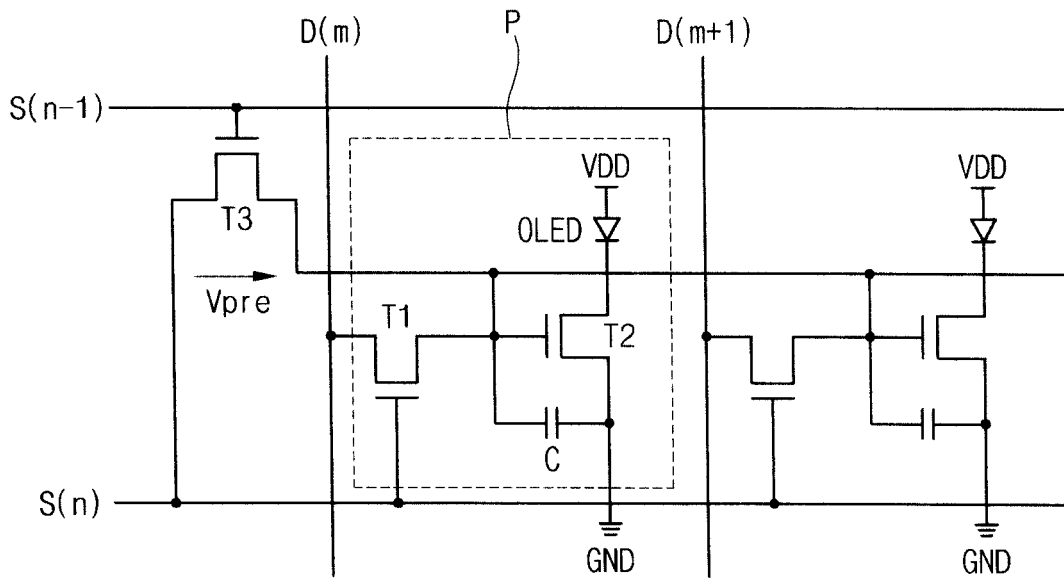 D(m)
P
D(m+1)
S(n-1)
VDD
VDD
T3
OLED
Vpre
T1
T2
C
S(n)
GND
GND